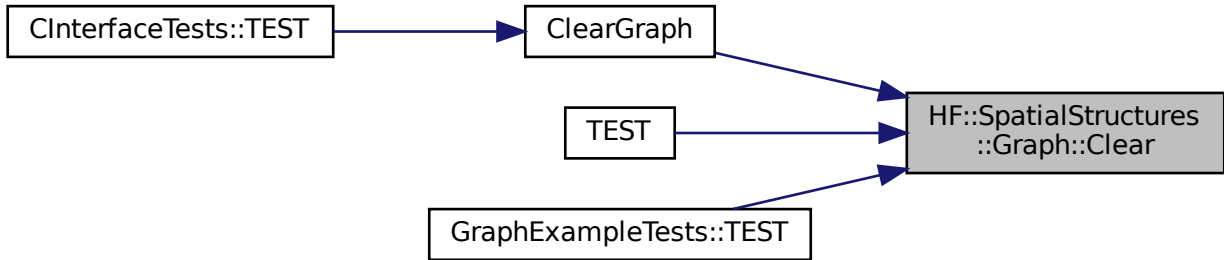 CInterfaceTests::TEST
ClearGraph
TEST
GraphExampleTests::TEST
HF::SpatialStructures
::Graph::Clear